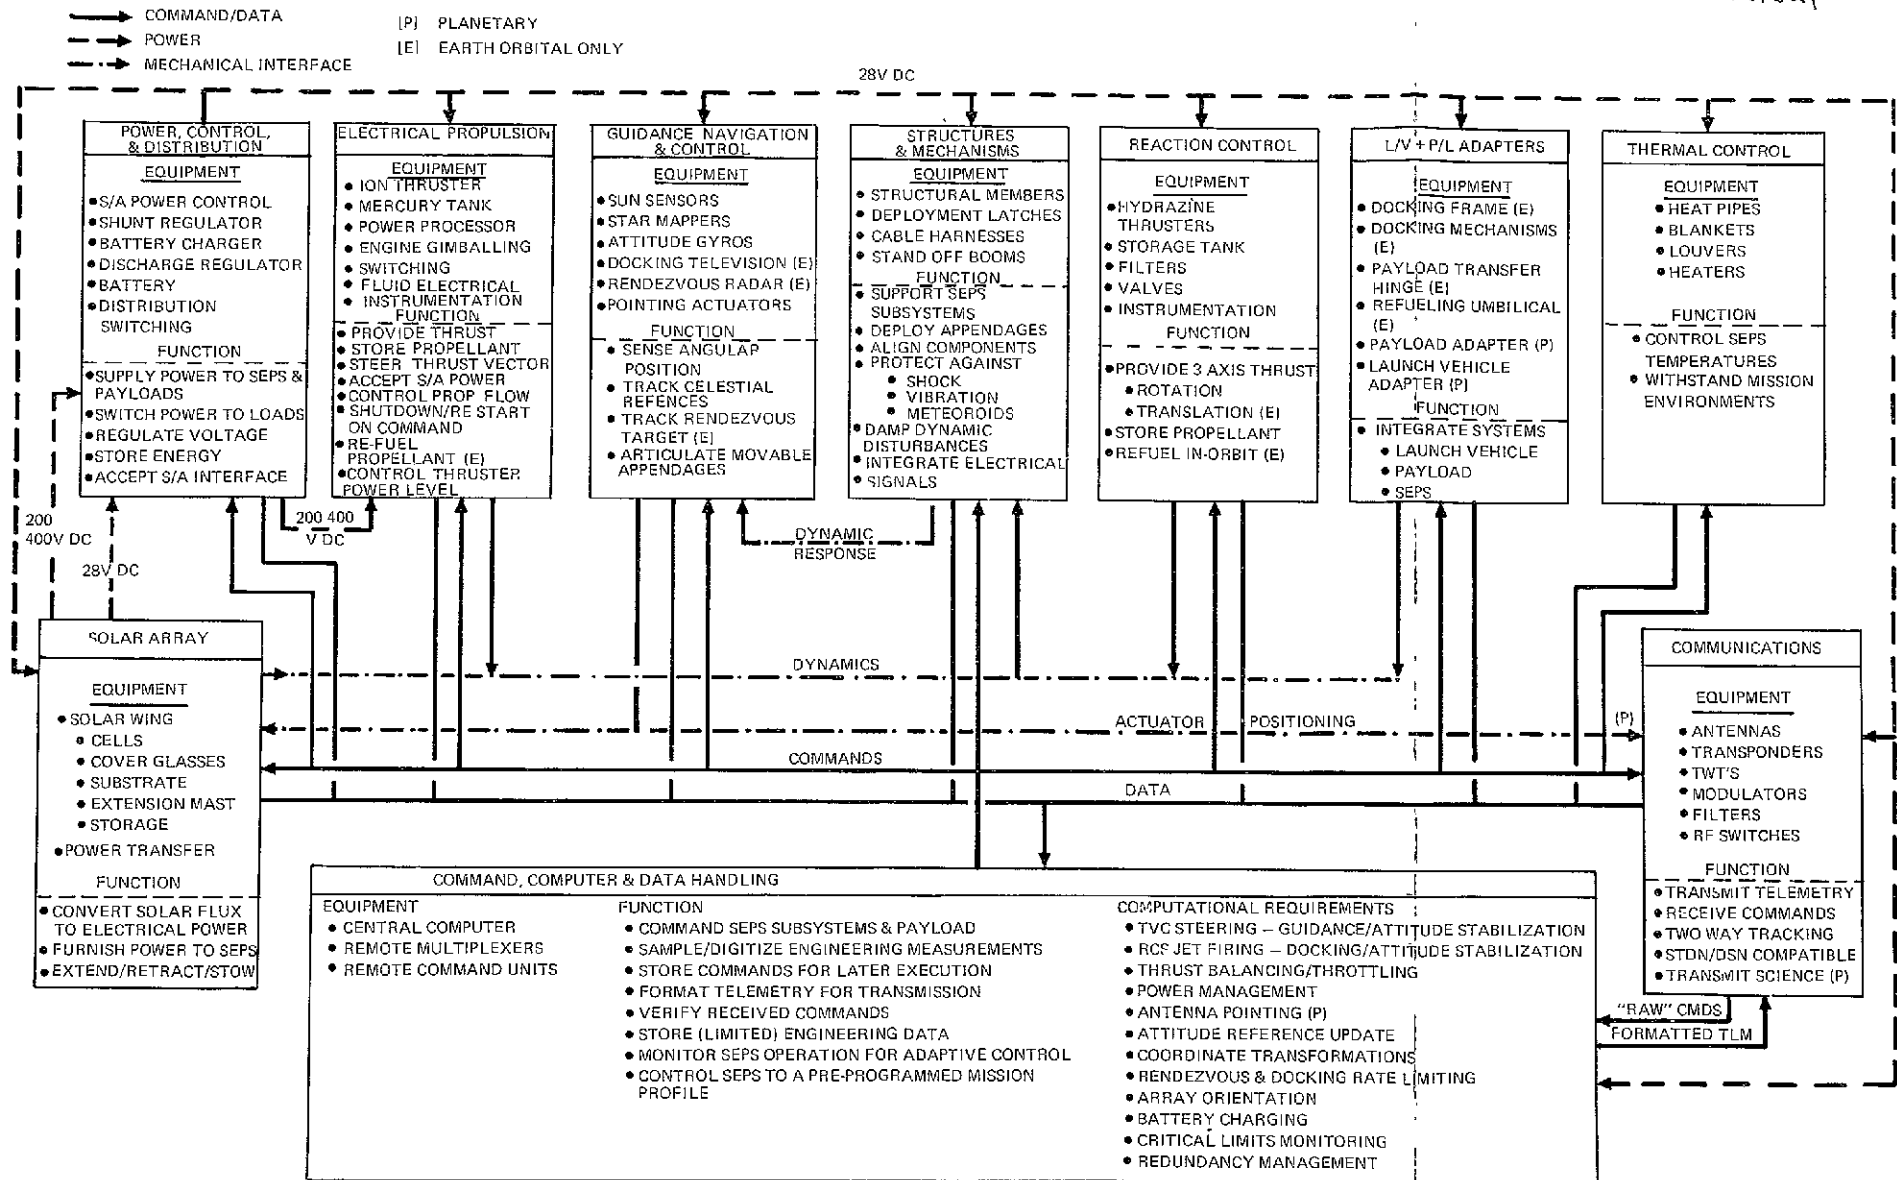 COMMAND/DATA
POWER
MECHANICAL INTERFACE
[P] PLANETARY
[E] EARTH ORBITAL ONLY
28V DC
POWER, CONTROL,
& DISTRIBUTION
EQUIPMENT
• S/A POWER CONTROL
• SHUNT REGULATOR
• BATTERY CHARGER
• DISCHARGE REGULATOR
• BATTERY
• DISTRIBUTION
SWITCHING
FUNCTION
• SUPPLY POWER TO SEPS &
PAYLOADS
• SWITCH POWER TO LOADS
• REGULATE VOLTAGE
• STORE ENERGY
• ACCEPT S/A INTERFACE
ELECTRICAL PROPULSION
EQUIPMENT
• ION THRUSTER
• MERCURY TANK
• POWER PROCESSOR
• ENGINE GIMBALLING
• SWITCHING
• FLUID ELECTRICAL
• INSTRUMENTATION
FUNCTION
• PROVIDE THRUST
• STORE PROPELLANT
• STEER THRUST VECTOR
• ACCEPT S/A POWER
• CONTROL PROP FLOW
• SHUTDOWN/RE START
ON COMMAND
• RE-FUEL
PROPELLANT (E)
• CONTROL THRUSTER
POWER LEVEL
GUIDANCE NAVIGATION
& CONTROL
EQUIPMENT
• SUN SENSORS
• STAR MAPPERS
• ATTITUDE GYROS
• DOCKING TELEVISION (E)
• RENDEZVOUS RADAR (E)
• POINTING ACTUATORS
FUNCTION
• SENSE ANGULAR
POSITION
• TRACK CELESTIAL
REFENCES
• TRACK RENDEZVOUS
TARGET (E)
• ARTICULATE MOVABLE
APPENDAGES
STRUCTURES
& MECHANISMS
EQUIPMENT
• STRUCTURAL MEMBERS
• DEPLOYMENT LATCHES
• CABLE HARNESSES
• STAND OFF BOOMS
FUNCTION
• SUPPORT SEPS
SUBSYSTEMS
• DEPLOY APPENDAGES
• ALIGN COMPONENTS
• PROTECT AGAINST
• SHOCK
• VIBRATION
• METEOROIDS
• DAMP DYNAMIC
DISTURBANCES
• INTEGRATE ELECTRICAL
• SIGNALS
REACTION CONTROL
EQUIPMENT
• HYDRAZINE
THRUSTERS
• STORAGE TANK
• FILTERS
• VALVES
• INSTRUMENTATION
FUNCTION
• PROVIDE 3 AXIS THRUST
• ROTATION
• TRANSLATION (E)
• STORE PROPELLANT
• REFUEL IN-ORBIT (E)
L/V + P/L ADAPTERS
EQUIPMENT
• DOCKING FRAME (E)
• DOCKING MECHANISMS
(E)
• PAYLOAD TRANSFER
HINGE (E)
• REFUELING UMBILICAL
(E)
• PAYLOAD ADAPTER (P)
• LAUNCH VEHICLE
ADAPTER (P)
FUNCTION
• INTEGRATE SYSTEMS
• LAUNCH VEHICLE
• PAYLOAD
• SEPS
THERMAL CONTROL
EQUIPMENT
• HEAT PIPES
• BLANKETS
• LOUVERS
• HEATERS
FUNCTION
• CONTROL SEPS
TEMPERATURES
• WITHSTAND MISSION
ENVIRONMENTS
200
400V DC
28V DC
200 400
V DC
DYNAMIC
RESPONSE
SOLAR ARRAY
EQUIPMENT
• SOLAR WING
• CELLS
• COVER GLASSES
• SUBSTRATE
• EXTENSION MAST
• STORAGE
• POWER TRANSFER
FUNCTION
• CONVERT SOLAR FLUX
TO ELECTRICAL POWER
• FURNISH POWER TO SEPS
• EXTEND/RETRACT/STOW
DYNAMICS
ACTUATOR POSITIONING
(P)
COMMANDS
DATA
COMMUNICATIONS
EQUIPMENT
• ANTENNAS
• TRANSPONDERS
• TWT'S
• MODULATORS
• FILTERS
• RF SWITCHES
FUNCTION
• TRANSMIT TELEMETRY
• RECEIVE COMMANDS
• TWO WAY TRACKING
• STDN/DSN COMPATIBLE
• TRANSMIT SCIENCE (P)
"RAW" CMDS
FORMATTED TLM
COMMAND, COMPUTER & DATA HANDLING
EQUIPMENT
• CENTRAL COMPUTER
• REMOTE MULTIPLEXERS
• REMOTE COMMAND UNITS
FUNCTION
• COMMAND SEPS SUBSYSTEMS & PAYLOAD
• SAMPLE/DIGITIZE ENGINEERING MEASUREMENTS
• STORE COMMANDS FOR LATER EXECUTION
• FORMAT TELEMETRY FOR TRANSMISSION
• VERIFY RECEIVED COMMANDS
• STORE (LIMITED) ENGINEERING DATA
• MONITOR SEPS OPERATION FOR ADAPTIVE CONTROL
• CONTROL SEPS TO A PRE-PROGRAMMED MISSION
PROFILE
COMPUTATIONAL REQUIREMENTS
• TVC STEERING – GUIDANCE/ATTITUDE STABILIZATION
• RCS JET FIRING – DOCKING/ATTITUDE STABILIZATION
• THRUST BALANCING/THROTTLING
• POWER MANAGEMENT
• ANTENNA POINTING (P)
• ATTITUDE REFERENCE UPDATE
• COORDINATE TRANSFORMATIONS
• RENDEZVOUS & DOCKING RATE LIMITING
• ARRAY ORIENTATION
• BATTERY CHARGING
• CRITICAL LIMITS MONITORING
• REDUNDANCY MANAGEMENT